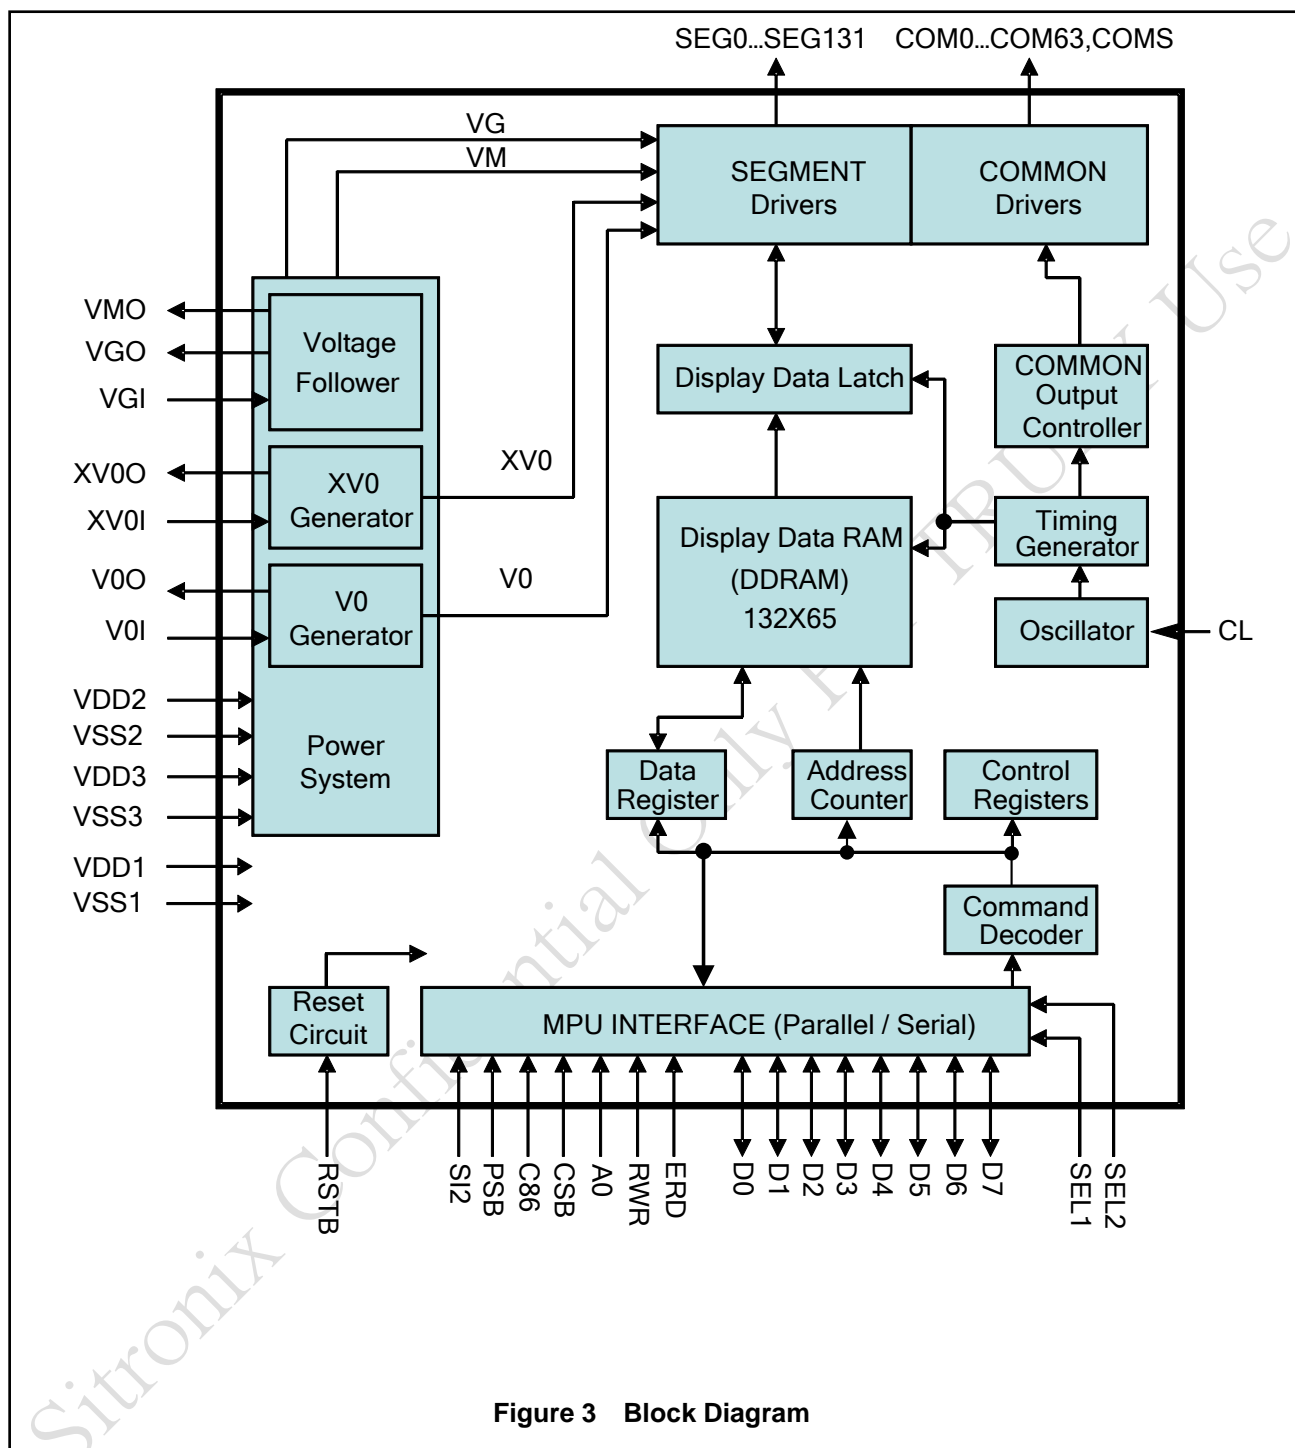 SEG0...SEG131 COM0...COM63,COMS
VG
VM
SEGMENT
Drivers
COMMON
Drivers
VMO
VGO
VGI
XV0O
XV0I
V0O
V0I
VDD2
VSS2
VDD3
VSS3
VDD1
VSS1
Voltage
Follower
XV0
Generator
V0
Generator
Power
System
XV0
V0
Display Data Latch
COMMON
Output
Controller
Display Data RAM
(DDRAM)
132X65
Timing
Generator
Oscillator
CL
Data
Register
Address
Counter
Control
Registers
Command
Decoder
Reset
Circuit
MPU INTERFACE (Parallel / Serial)
RSTB
SI2
PSB
C86
CSB
A0
RWR
ERD
D0
D1
D2
D3
D4
D5
D6
D7
SEL1
SEL2
Figure 3 Block Diagram